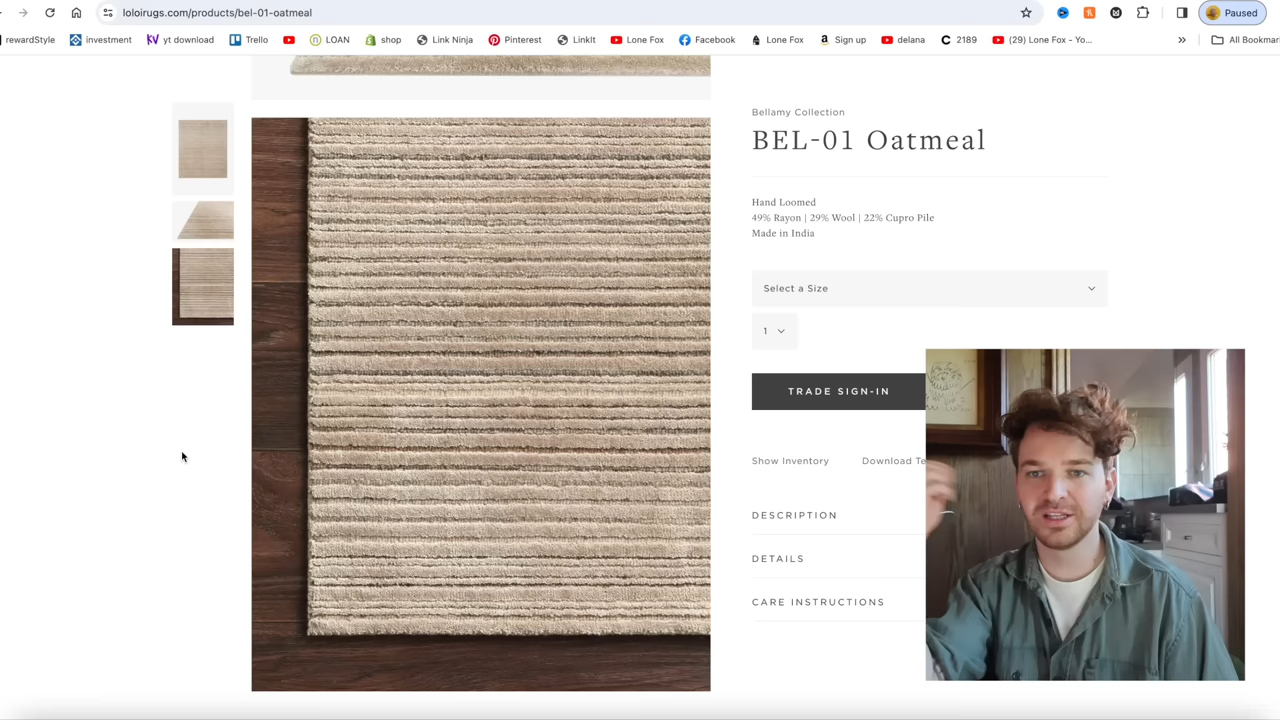 loloirugs.com/products/bel-01-oatmeal
Paused
rewardStyle
investment
yt download
Trello
LOAN
shop
Link Ninja
Pinterest
LinkIt
Lone Fox
Facebook
Lone Fox
Sign up
delana
2189
(29) Lone Fox - Yo...
»
All Bookmar
Bellamy Collection
BEL-01 Oatmeal
Hand Loomed
49% Rayon | 29% Wool | 22% Cupro Pile
Made in India
Select a Size
1
TRADE SIGN-IN
Show Inventory
Download Te
DESCRIPTION
DETAILS
CARE INSTRUCTIONS